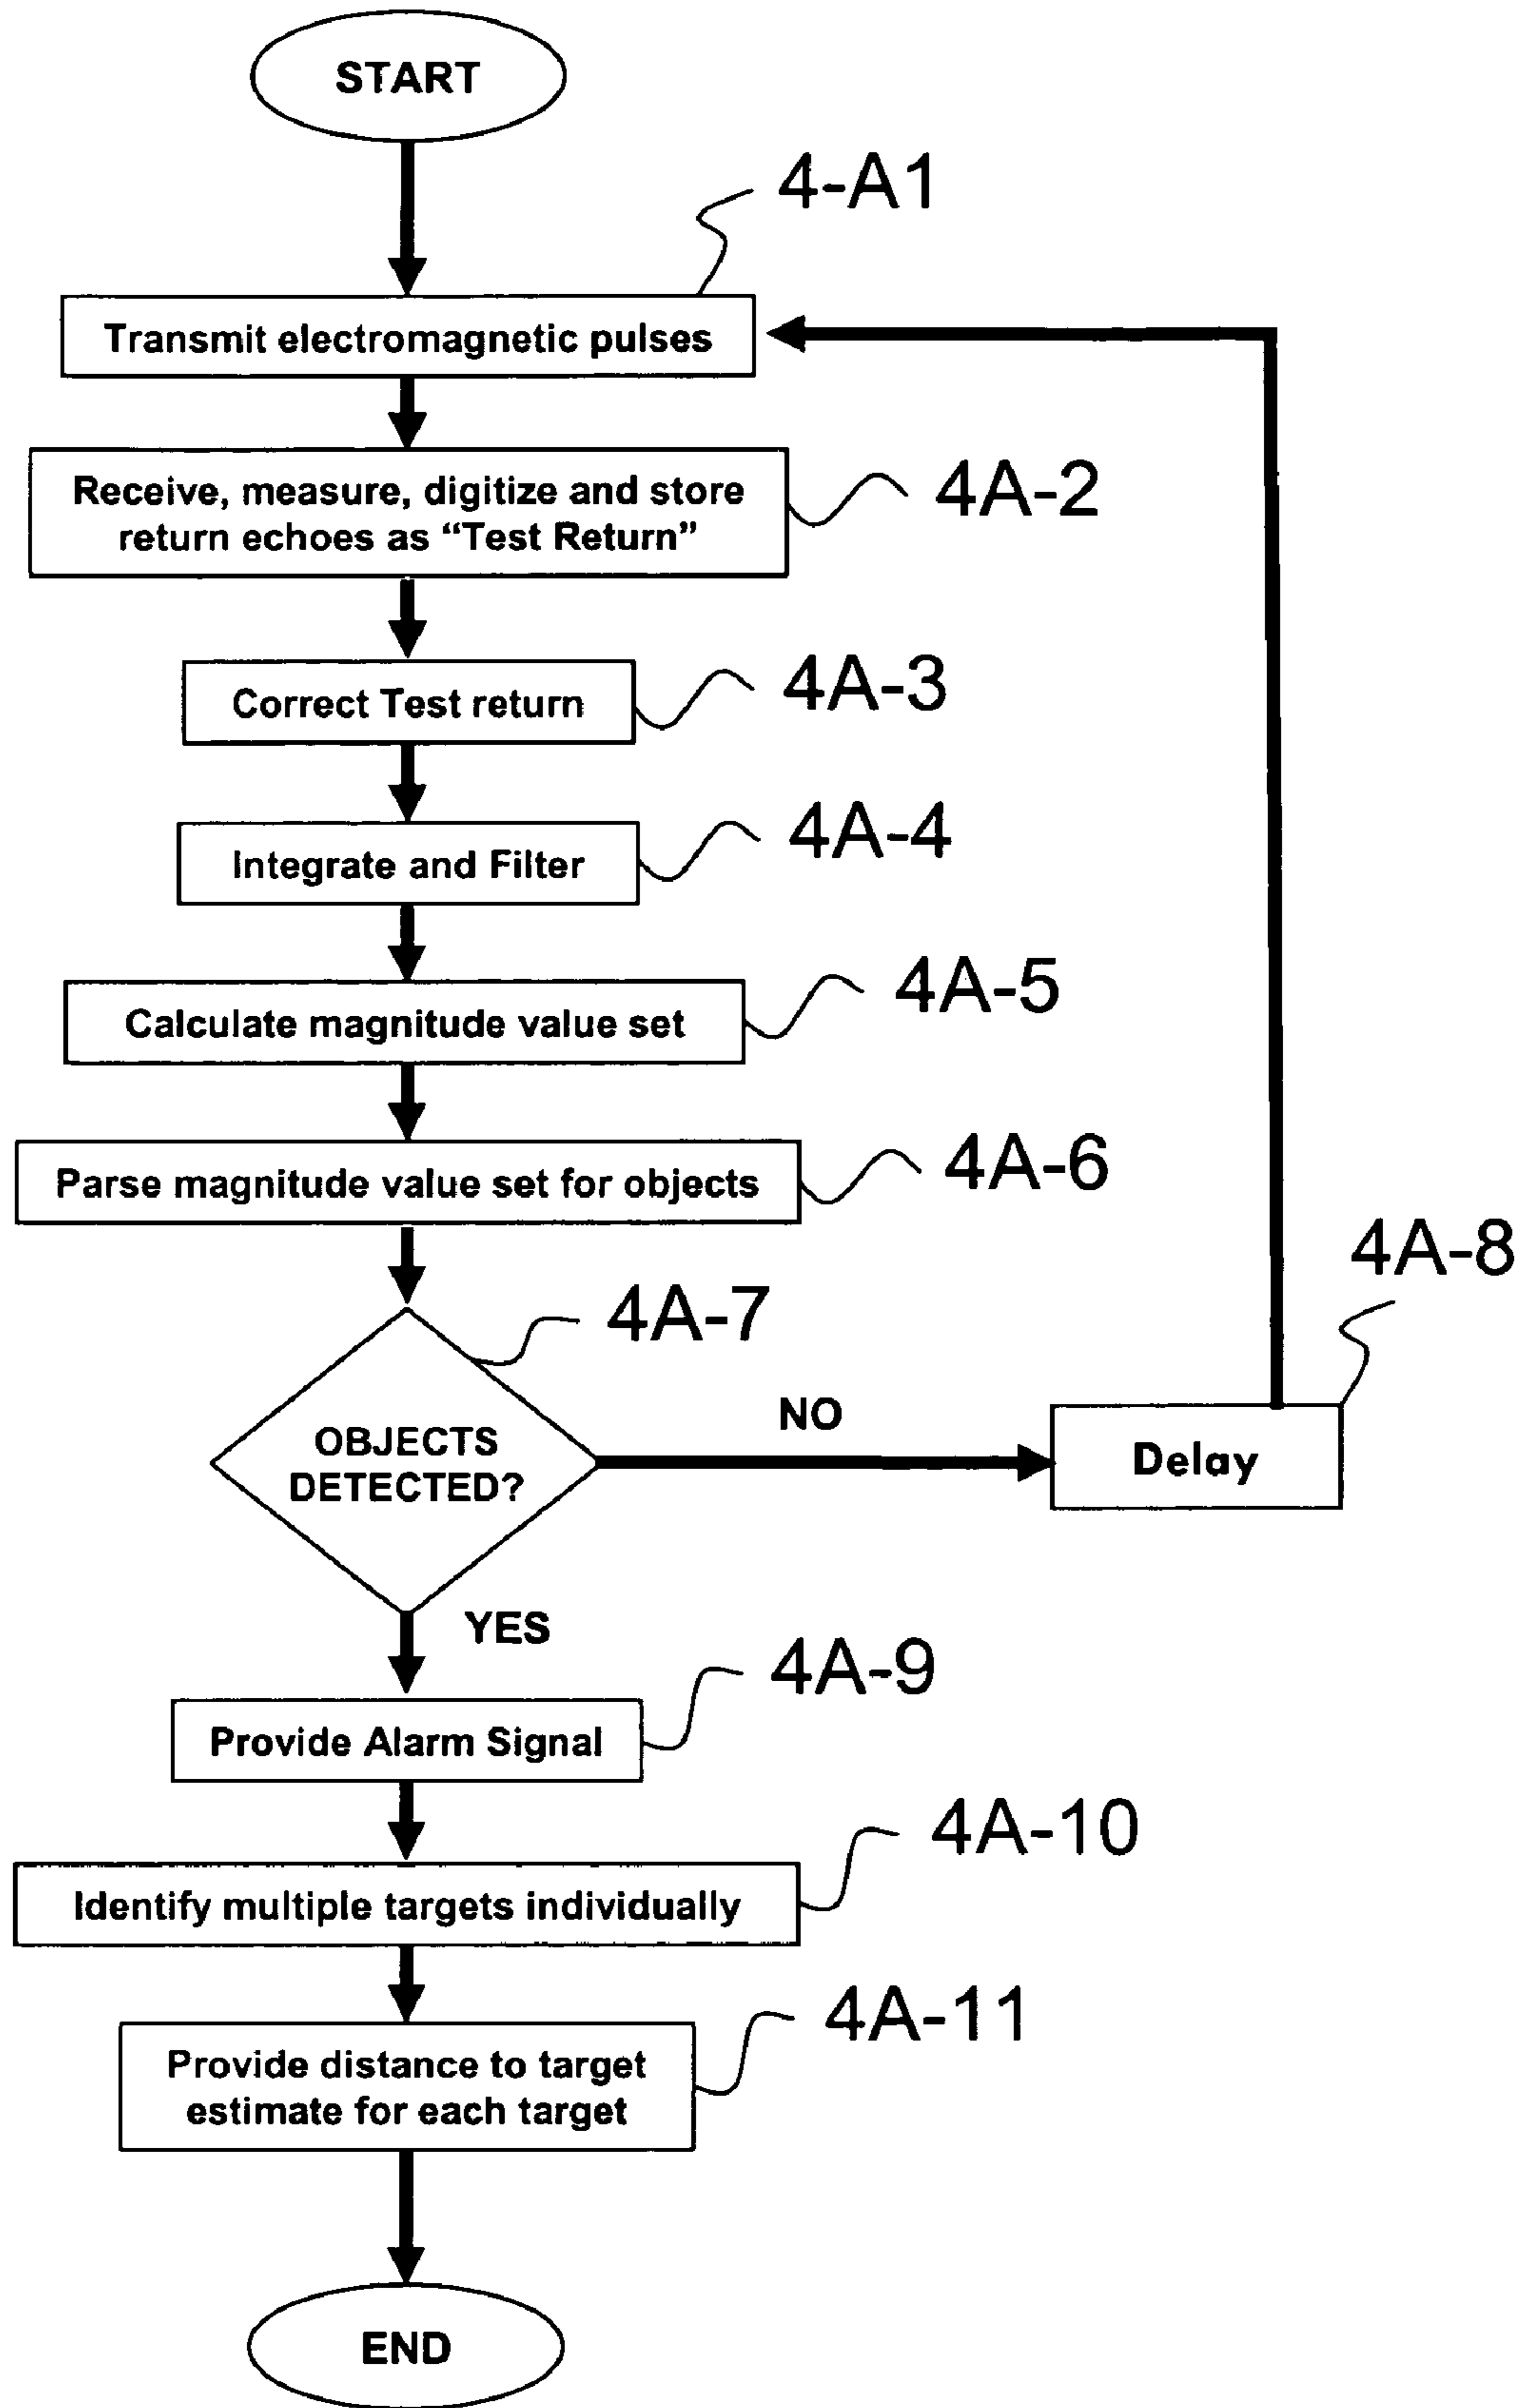 START
4-A1
Transmit electromagnetic pulses
Receive, measure, digitize and store
return echoes as “Test Return”
4A-2
Correct Test return
4A-3
Integrate and Filter
4A-4
Calculate magnitude value set
4A-5
Parse magnitude value set for objects
4A-6
4A-7
4A-8
OBJECTS
DETECTED?
NO
Delay
YES
Provide Alarm Signal
4A-9
Identify multiple targets individually
4A-10
Provide distance to target
estimate for each target
4A-11
END